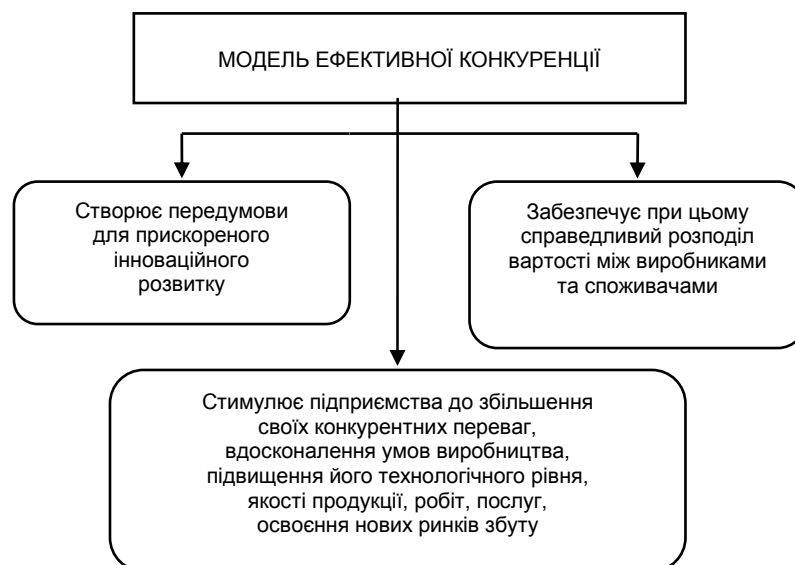 МОДЕЛЬ ЕФЕКТИВНОЇ КОНКУРЕНЦІЇ
Створює передумови
для прискореного
інноваційного
розвитку
Забезпечує при цьому
справедливий розподіл
вартості між виробниками
та споживачами
Стимулює підприємства до збільшення
своїх конкурентних переваг,
вдосконалення умов виробництва,
підвищення його технологічного рівня,
якості продукції, робіт, послуг,
освоєння нових ринків збуту